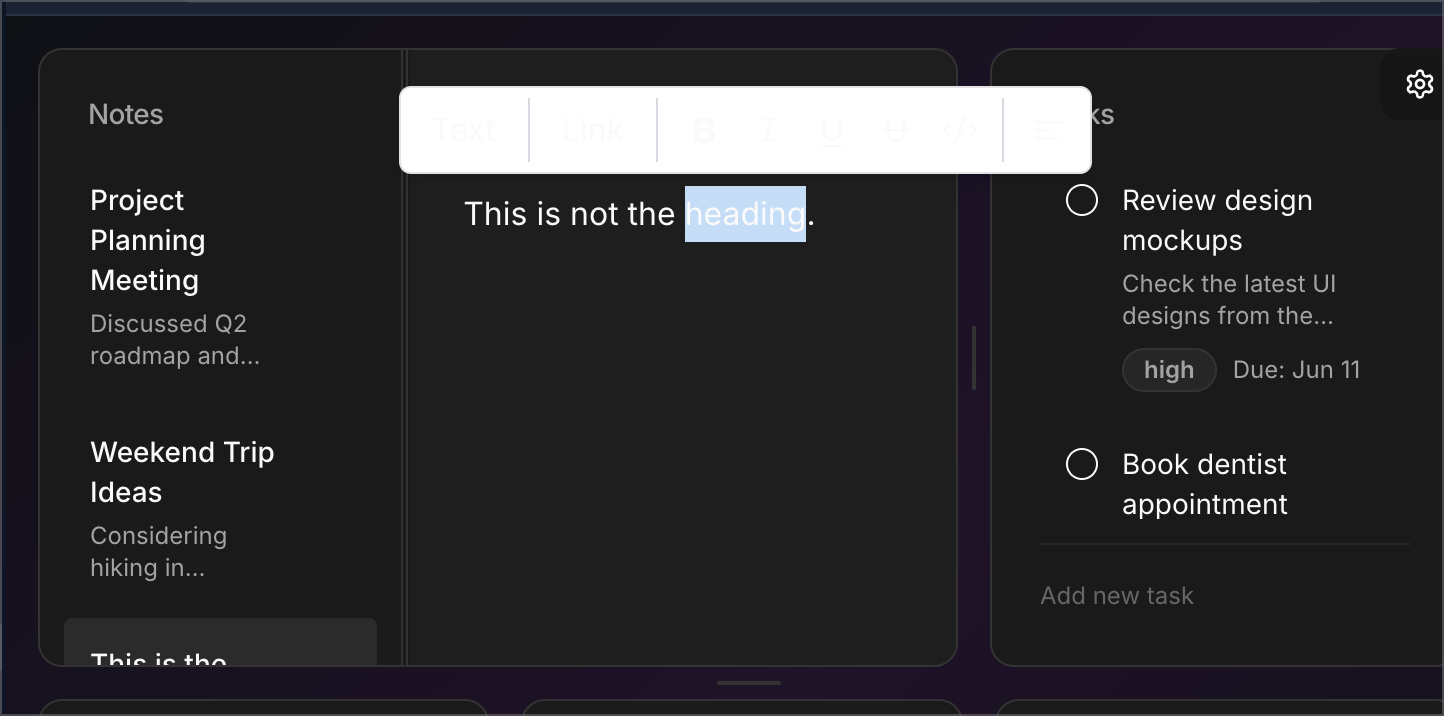 Notes
Project
Planning
Meeting
Discussed Q2
roadmap and...
Weekend Trip
Ideas
Considering
hiking in...
This is the
Text Link B I U U </>
This is not the heading.
ks
Review design
mockups
Check the latest UI
designs from the...
high Due: Jun 11
Book dentist
appointment
Add new task